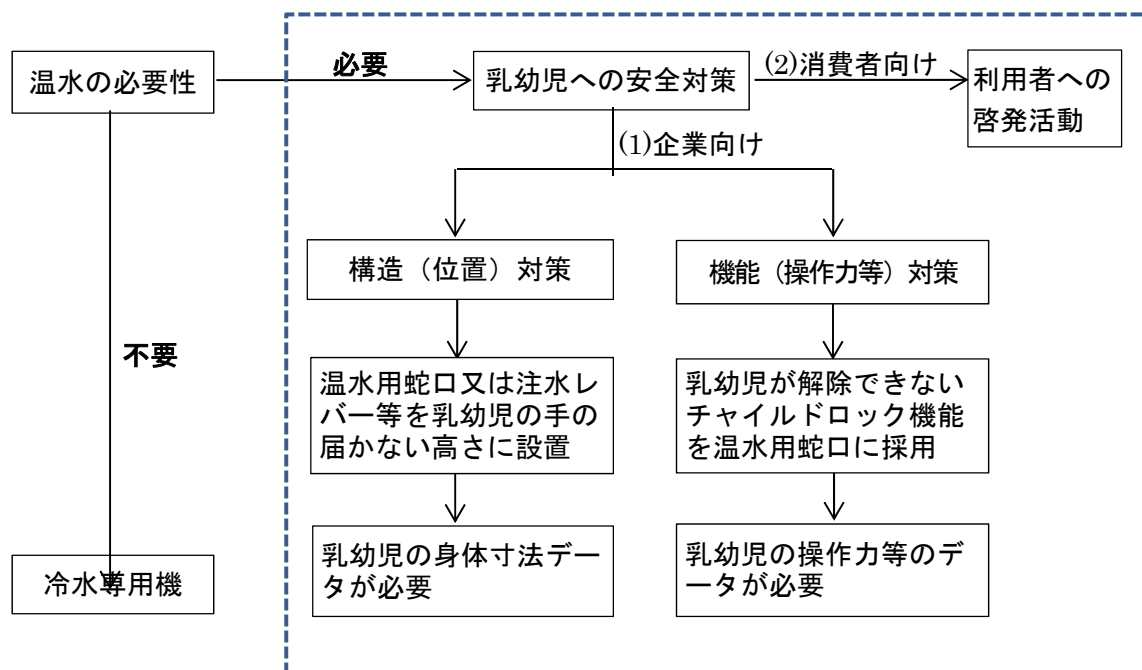 温水の必要性
必要
乳幼児への安全対策
(2)消費者向け
利用者への
啓発活動
(1)企業向け
構造（位置）対策
機能（操作力等）対策
不要
温水用蛇口又は注水レ
バー等を乳幼児の手の
届かない高さに設置
乳幼児が解除できない
チャイルドロック機能
を温水用蛇口に採用
冷水専用機
乳幼児の身体寸法デー
タが必要
乳幼児の操作力等のデ
ータが必要